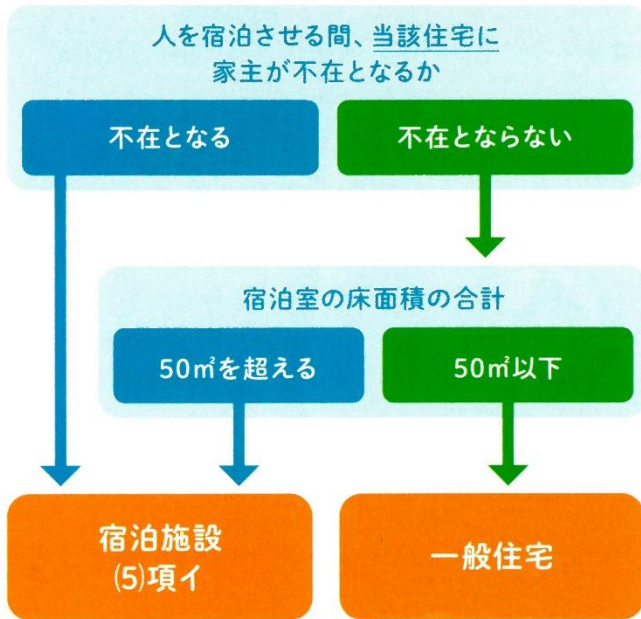 人を宿泊させる間、当該住宅に
家主が不在となるか
不在となる
不在とならない
宿泊室の床面積の合計
50㎡を超える
50㎡以下
宿泊施設
(5)項イ
一般住宅